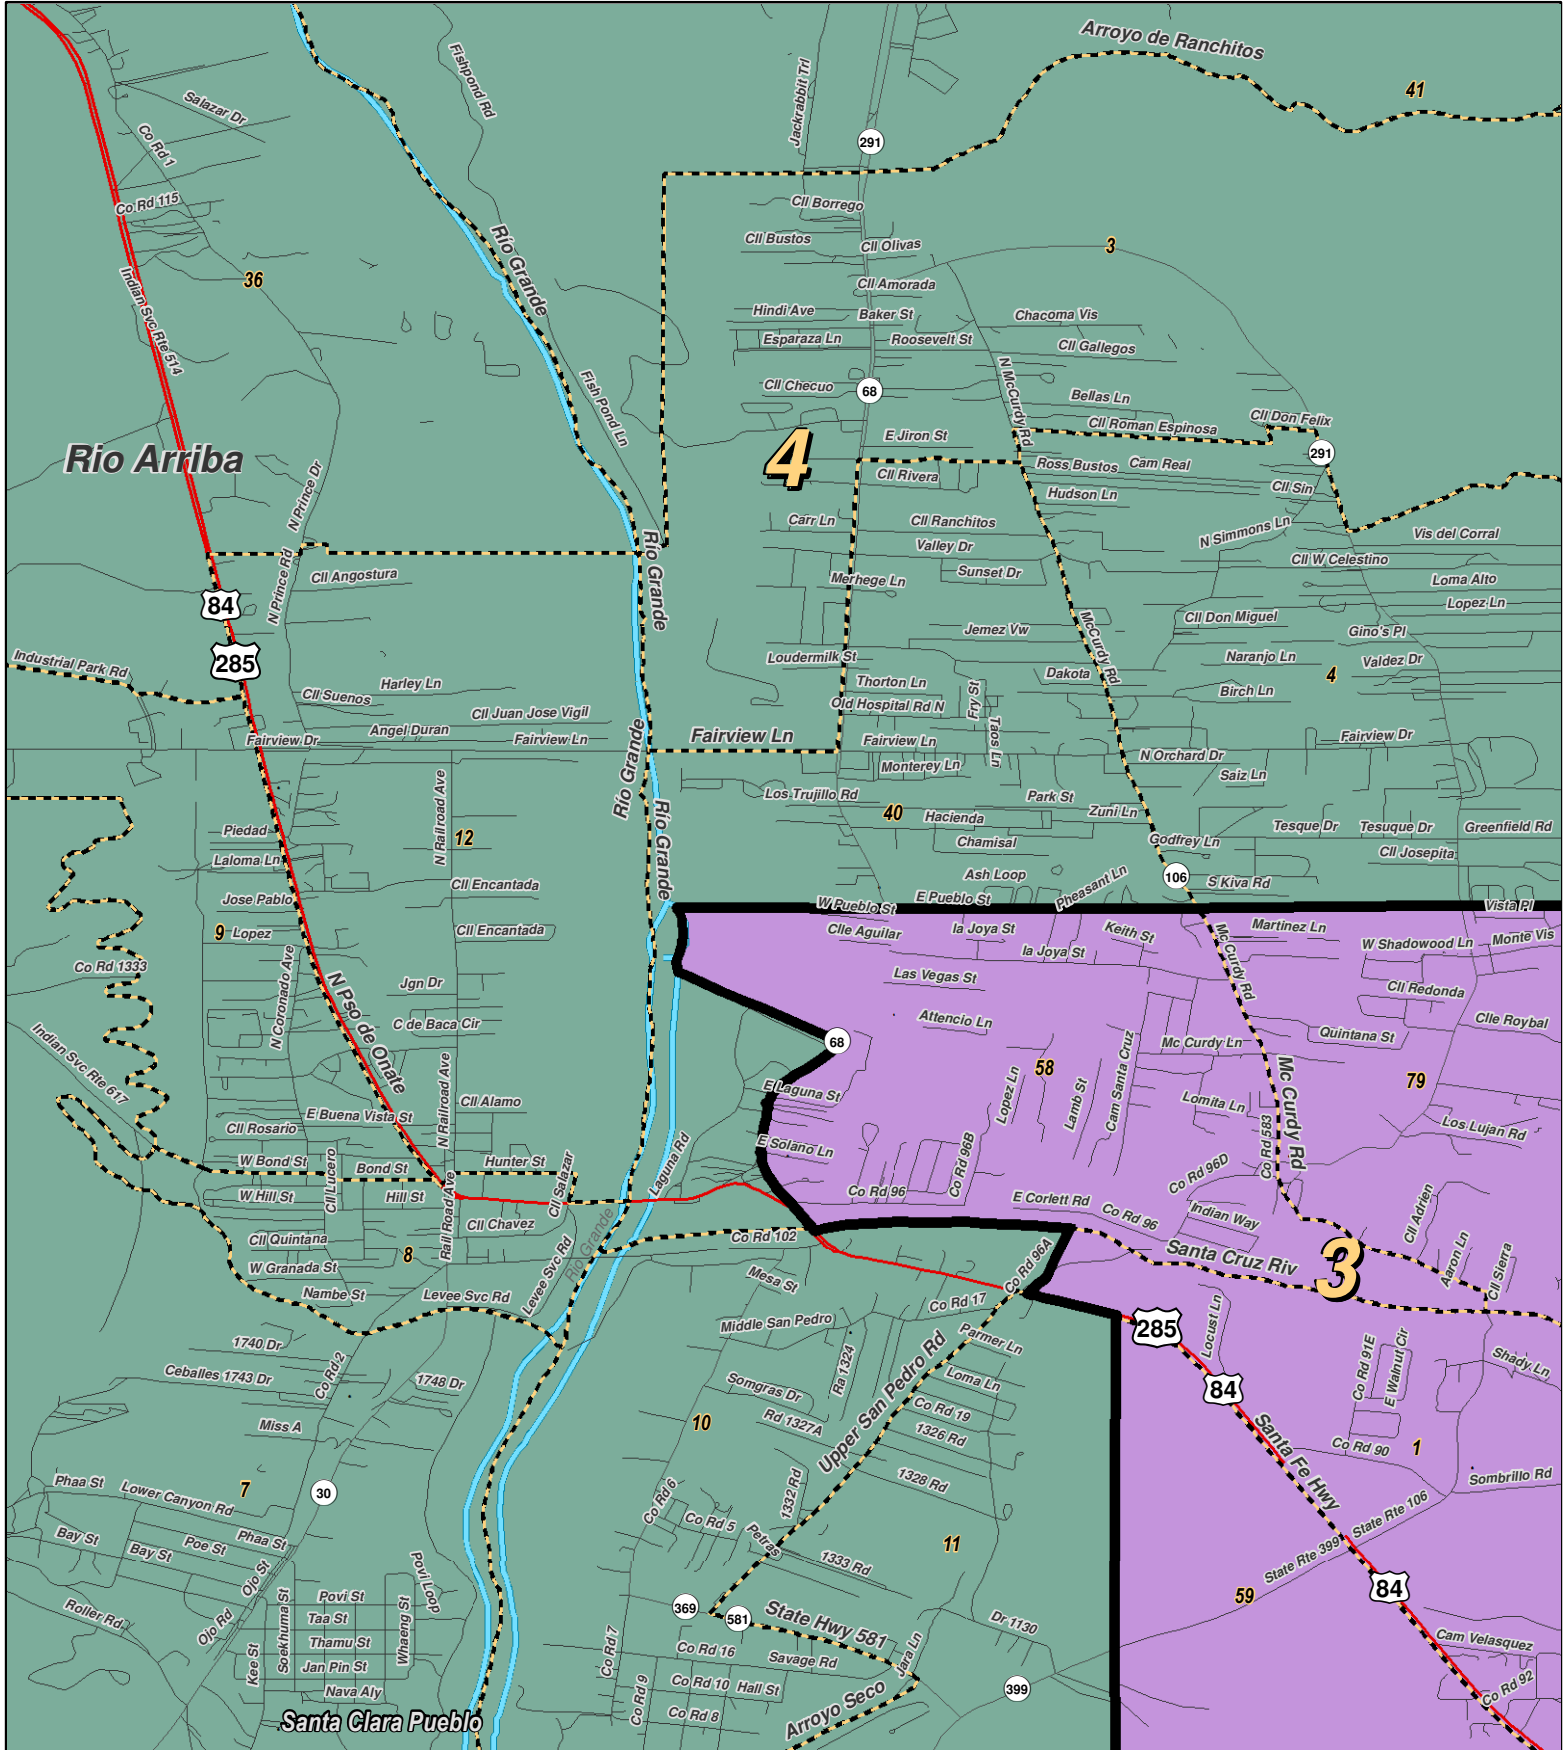 Arroyo de Ranchitos
41
Fishpond Rd
Jackrabbit Trl
Salazar Dr
Co Rd 1
291
Co Rd 115
Cll Borrego
Cll Bustos
Cll Olivas
3
Rio Grande
36
Indian Svc Rte 514
Cll Amorada
Hindi Ave
Baker St
Chacoma Vis
Esparaza Ln
Roosevelt St
Cll Gallegos
N McCurdy Rd
Fish Pond Ln
Cll Checuo
68
Bellas Ln
Cll Roman Espinosa
Cll Don Felix
E Jiron St
291
Rio Arriba
4
Cll Rivera
Ross Bustos
Cam Real
Hudson Ln
Cll Sin
N Prince Dr
Carr Ln
Cll Ranchitos
N Simmons Ln
Vis del Corral
Valley Dr
Cll W Celestino
Rio Grande
N Prince Rd
Cll Angostura
Merhege Ln
Sunset Dr
Loma Alto
84
Lopez Ln
Cll Don Miguel
Jemez Vw
Gino's Pl
McCurdy Rd
285
Industrial Park Rd
Loudermilk St
Naranjo Ln
Valdez Dr
Dakota
4
Harley Ln
Thorton Ln
Birch Ln
Cll Suenos
Old Hospital Rd N
Fry St
Cll Juan Jose Vigil
Angel Duran
Taos Ln
Fairview Dr
Fairview Ln
Fairview Ln
Fairview Ln
Fairview Dr
N Orchard Dr
Rio Grande
Monterey Ln
Saiz Ln
Los Trujillo Rd
Park St
N Railroad Ave
40
Hacienda
Zuni Ln
Piedad
12
Tesque Dr
Tesuque Dr
Greenfield Rd
Rio Grande
Chamisal
Godfrey Ln
Laloma Ln
Cll Josepita
Ash Loop
106
Cll Encantada
Pheasant Ln
S Kiva Rd
Jose Pablo
W Pueblo St
E Pueblo St
Vista Pl
9
Lopez
Cll Encantada
Clle Aguilar
la Joya St
Keith St
Martinez Ln
Monte Vis
W Shadowood Ln
la Joya St
Mc Curdy Rd
Co Rd 1333
N Coronado Ave
Jgn Dr
Las Vegas St
Cll Redonda
N Pso de Onate
C de Baca Cir
Attencio Ln
Clle Roybal
Quintana St
68
Mc Curdy Ln
Indian Svc Rte 617
Cam Santa Cruz
58
79
E Laguna St
Lopez Ln
Lamb St
Mc Curdy Rd
N Railroad Ave
Cll Alamo
Lomita Ln
E Buena Vista St
Cll Rosario
Los Lujan Rd
E Solano Ln
Co Rd 583
W Bond St
Cll Lucero
Bond St
Hunter St
Cll Salazar
Laguna Rd
Co Rd 96B
Co Rd 96D
W Hill St
Hill St
Co Rd 96
E Corlett Rd
Co Rd 96
Indian Way
Cll Adrien
Rail Road Ave
Cll Chavez
Rio Grande
Cll Quintana
8
Levee Svc Rd
Co Rd 102
Santa Cruz Riv
3
Aaron Ln
Cll Sierra
W Granada St
Mesa St
Co Rd 96A
Nambe St
Levee Svc Rd
Co Rd 17
Middle San Pedro
285
Locust Ln
1740 Dr
Parmer Ln
Ra 1324
Upper San Pedro Rd
Ceballes 1743 Dr
Co Rd 2
1748 Dr
Loma Ln
Co Rd 91E
E Walnut Cir
Shady Ln
Somgras Dr
84
Miss A
10
Rd 1327A
Co Rd 19
1326 Rd
Santa Fe Hwy
Co Rd 90
1
1328 Rd
Sombrillo Rd
Phaa St
7
30
1332 Rd
Lower Canyon Rd
Co Rd 6
State Rte 106
Co Rd 5
Petras
Bay St
Poe St
Phaa St
Bay St
11
1333 Rd
State Rte 399
Ojo St
Povi Loop
59
84
Povi St
Roller Rd
Taa St
369
581
State Hwy 581
Dr 1130
Ojo Rd
Soekhuma St
Whaeng St
Thamu St
Co Rd 7
Co Rd 16
Savage Rd
Cam Velasquez
Kee St
Jan Pin St
Jara Ln
Co Rd 10
Hall St
399
Co Rd 92
Nava Aly
Co Rd 9
Co Rd 8
Arroyo Seco
Santa Clara Pueblo